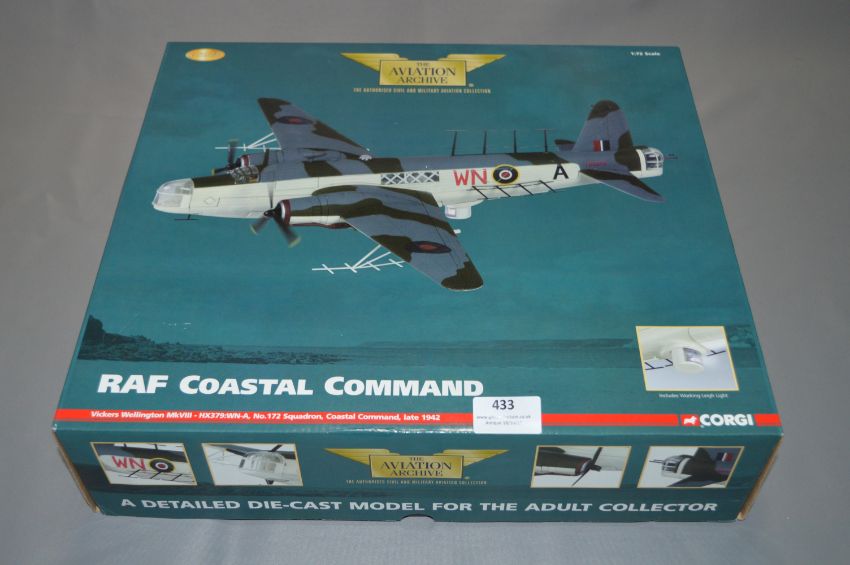 1:72 Scale
THE
AVIATION
ARCHIVE
THE AUTHORISED CIVIL AND MILITARY AVIATION COLLECTION
WN
A
Includes Working Leigh Light
RAF COASTAL COMMAND
433
Vickers Wellington MkVIII - HX379:WN-A, No.172 Squadron, Coastal Command, late 1942
CORGI
WN
THE
AVIATION
ARCHIVE
THE AUTHORISED CIVIL AND MILITARY AVIATION COLLECTION
A DETAILED DIE-CAST MODEL FOR THE ADULT COLLECTOR